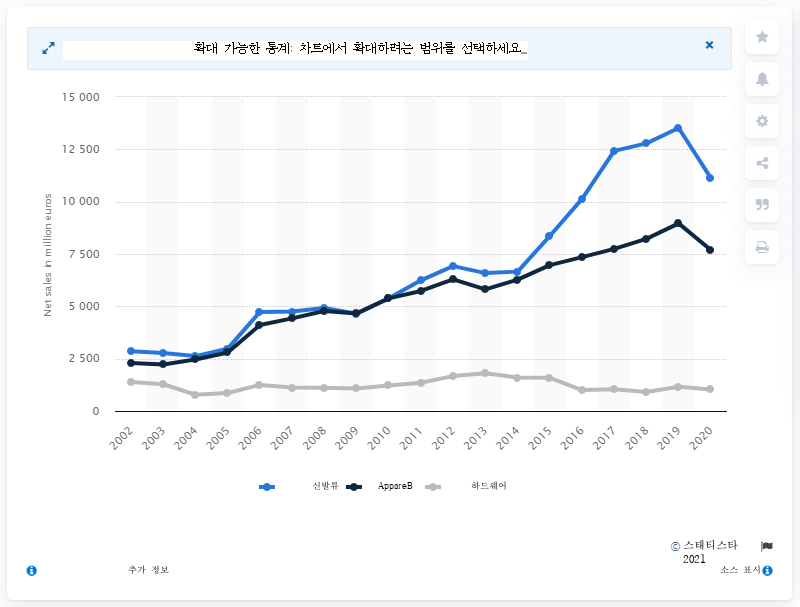 확대 가능한 통계: 차트에서 확대하려는 범위를 선택하세요...
15 000
12 500
10 000
7 500
5 000
2 500
0
Net sales in million euros
2002 2003 2004 2005 2006 2007 2008 2009 2010 2011 2012 2013 2014 2015 2016 2017 2018 2019 2020
신발류 AppareB 하드웨어
© 스태티스타
2021
추가 정보 소스 표시